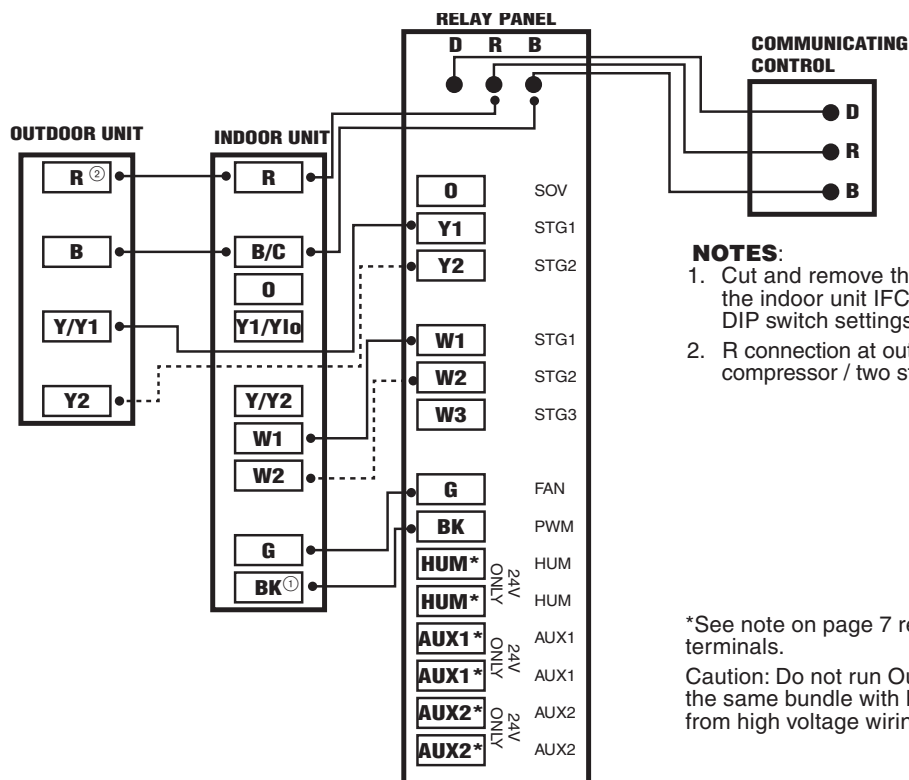 RELAY PANEL
D R B
COMMUNICATING
CONTROL
D
R
B
OUTDOOR UNIT
R ②
B
Y/Y1
Y2
INDOOR UNIT
R
B/C
O
Y1/Ylo
Y/Y2
W1
W2
G
BK①
O SOV
Y1 STG1
Y2 STG2
W1 STG1
W2 STG2
W3 STG3
G FAN
BK PWM
HUM* HUM
HUM* HUM
24V
ONLY
AUX1* AUX1
AUX1* AUX1
24V
ONLY
AUX2* AUX2
AUX2* AUX2
24V
ONLY
NOTES:
1. Cut and remove th
the indoor unit IFC
DIP switch settings
2. R connection at ou
compressor / two s
*See note on page 7 re
terminals.
Caution: Do not run Ou
the same bundle with
from high voltage wirin